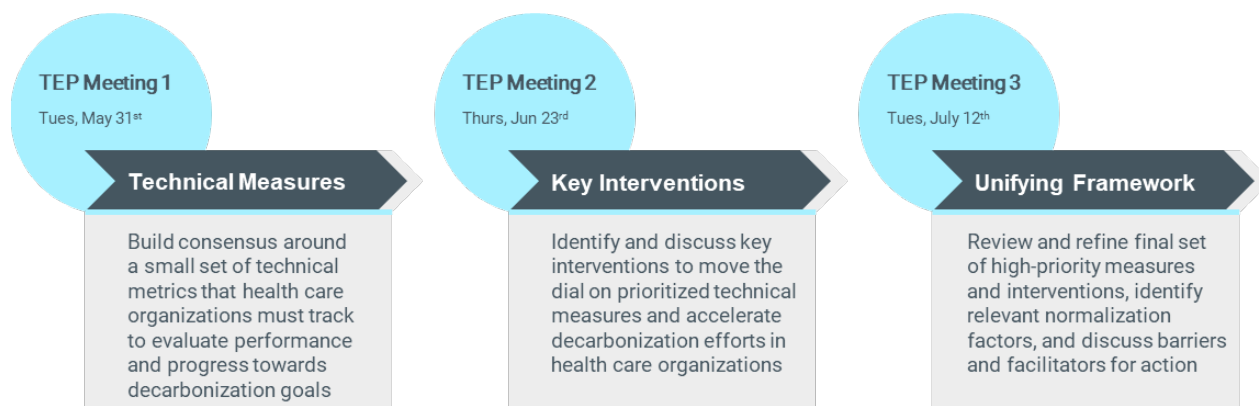 TEP Meeting 1
Tues, May 31st
Technical Measures
Build consensus around
a small set of technical
metrics that health care
organizations must track
to evaluate performance
and progress towards
decarbonization goals
TEP Meeting 2
Thurs, Jun 23rd
Key Interventions
Identify and discuss key
interventions to move the
dial on prioritized technical
measures and accelerate
decarbonization efforts in
health care organizations
TEP Meeting 3
Tues, July 12th
Unifying Framework
Review and refine final set
of high-priority measures
and interventions, identify
relevant normalization
factors, and discuss barriers
and facilitators for action